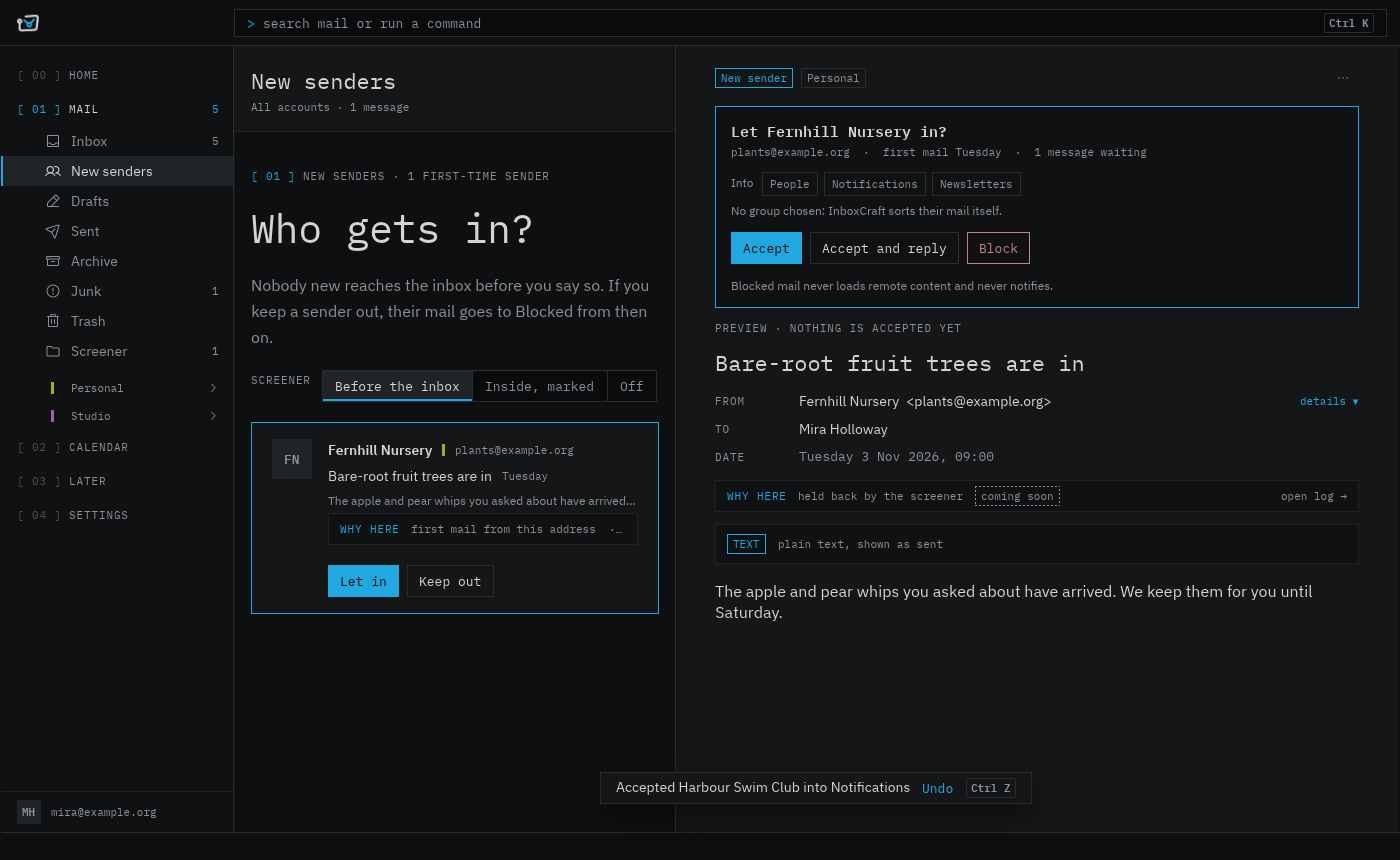 > search mail or run a command
Ctrl K
[ 00 ] HOME
[ 01 ] MAIL 5
Inbox 5
New senders
Drafts
Sent
Archive
Junk 1
Trash
Screener 1
Personal
Studio
[ 02 ] CALENDAR
[ 03 ] LATER
[ 04 ] SETTINGS
MH mira@example.org
New senders
All accounts · 1 message
[ 01 ] NEW SENDERS · 1 FIRST-TIME SENDER
Who gets in?
Nobody new reaches the inbox before you say so. If you
keep a sender out, their mail goes to Blocked from then
on.
SCREENER Before the inbox Inside, marked Off
FN
Fernhill Nursery plants@example.org
Bare-root fruit trees are in Tuesday
The apple and pear whips you asked about have arrived…
WHY HERE first mail from this address ·…
Let in Keep out
New sender Personal ···
Let Fernhill Nursery in?
plants@example.org · first mail Tuesday · 1 message waiting
Into People Notifications Newsletters
No group chosen: InboxCraft sorts their mail itself.
Accept Accept and reply Block
Blocked mail never loads remote content and never notifies.
PREVIEW · NOTHING IS ACCEPTED YET
Bare-root fruit trees are in
FROM Fernhill Nursery <plants@example.org> details ▾
TO Mira Holloway
DATE Tuesday 3 Nov 2026, 09:00
WHY HERE held back by the screener coming soon open log →
TEXT plain text, shown as sent
The apple and pear whips you asked about have arrived. We keep them for you until
Saturday.
Accepted Harbour Swim Club into Notifications Undo Ctrl Z